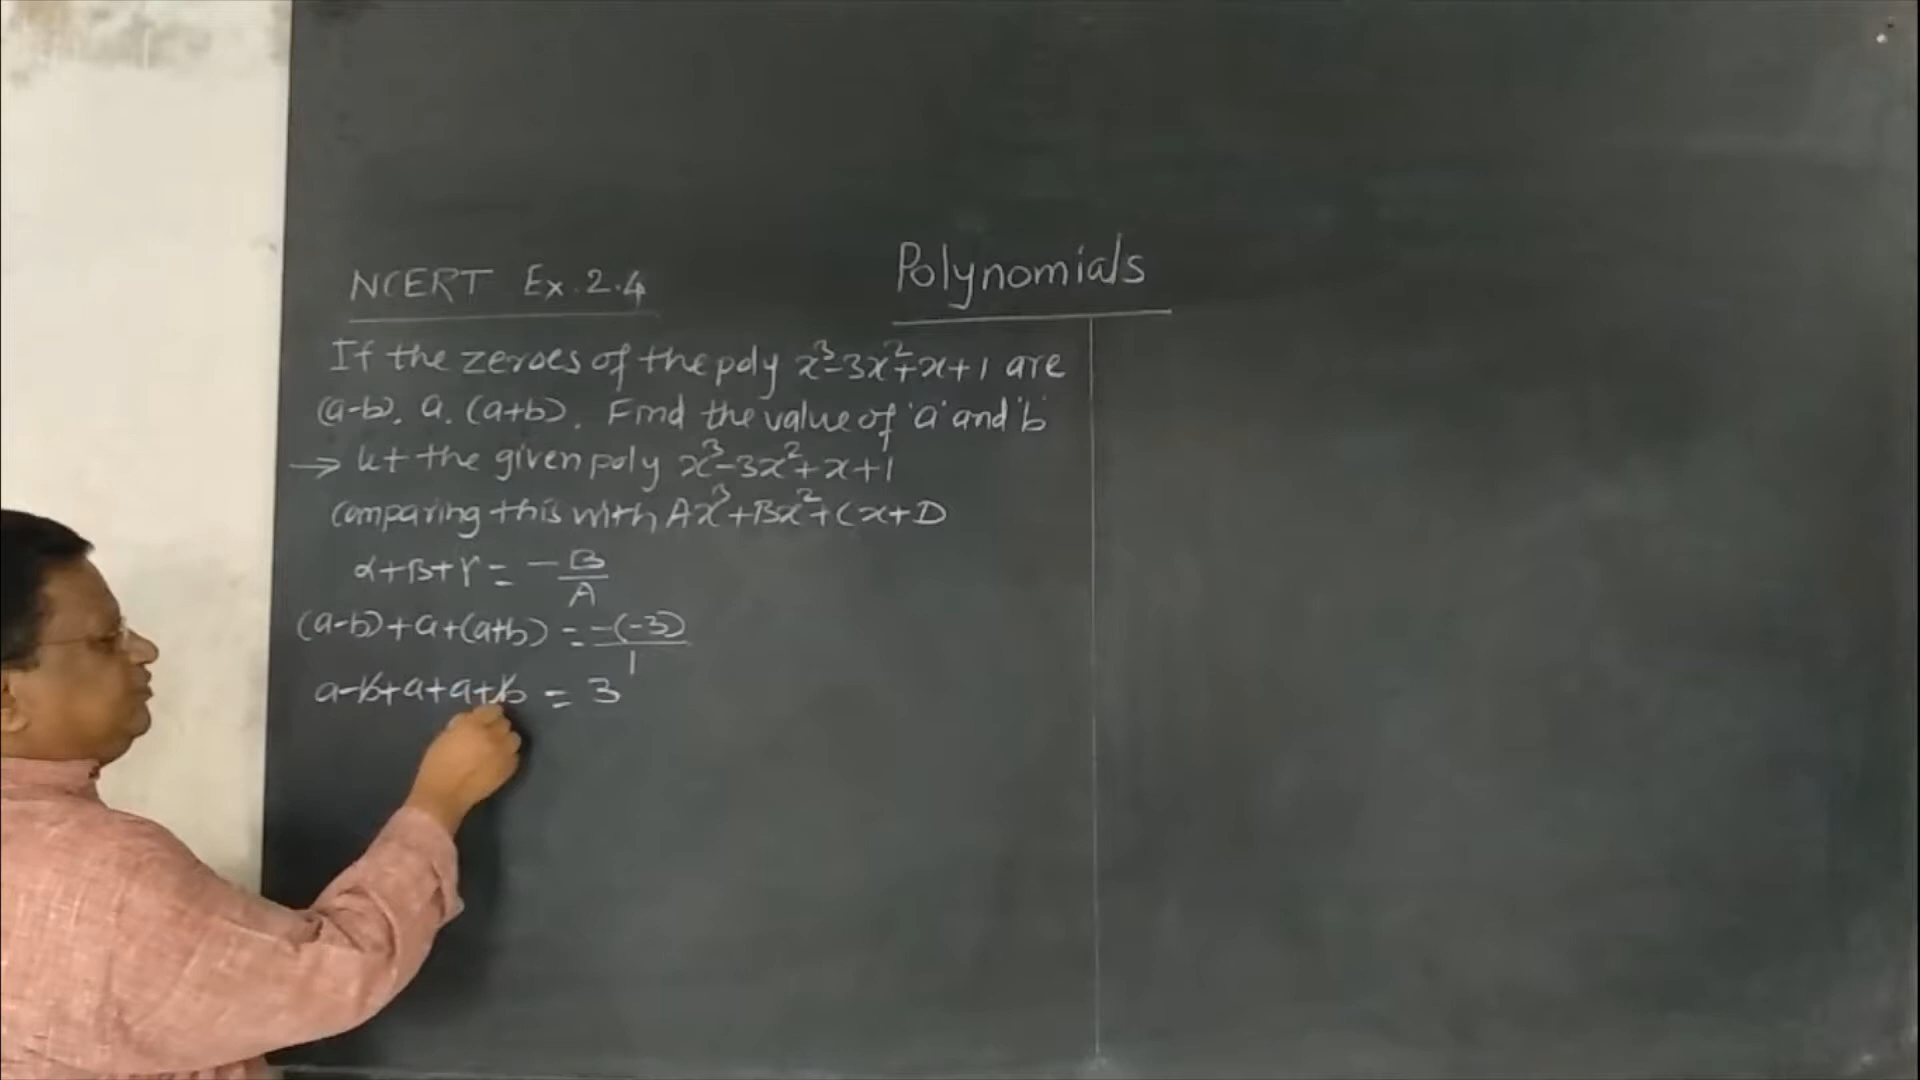 NCERT Ex. 2.4
Polynomials
If the zeroes of the poly x³-3x²+x+1 are
(a-b), a, (a+b). Find the value of 'a' and 'b'
→ Let the given poly x³-3x²+x+1
Comparing this with Ax³+Bx²+Cx+D
α+β+γ = -B/A
(a-b)+a+(a+b) = -(-3)/1
a-b+a+a+b = 3